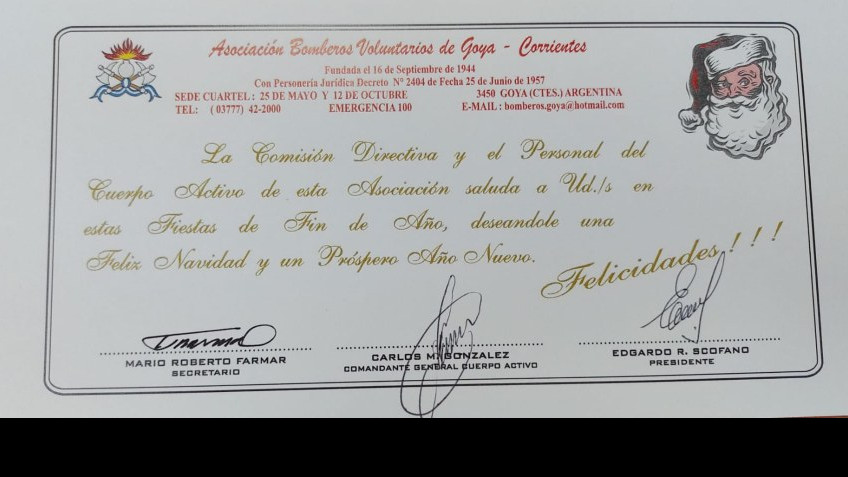 Asociación Bomberos Voluntarios de Goya - Corrientes
Fundada el 16 de Septiembre de 1944
Con Personería Jurídica Decreto N° 2404 de Fecha 25 de Junio de 1957
SEDE CUARTEL: 25 DE MAYO Y 12 DE OCTUBRE 3450 GOYA (CTES.) ARGENTINA
TEL: (03777) 42-2000 EMERGENCIA 100 E-MAIL: bomberos.goya@hotmail.com
La Comisión Directiva y el Personal del
Cuerpo Activo de esta Asociación saluda a Ud./s en
estas Fiestas de Fin de Año, deseandole una
Feliz Navidad y un Próspero Año Nuevo.
Felicidades!!!
MARIO ROBERTO FARMAR
SECRETARIO
CARLOS M. GONZALEZ
COMANDANTE GENERAL CUERPO ACTIVO
EDGARDO R. SCOFANO
PRESIDENTE